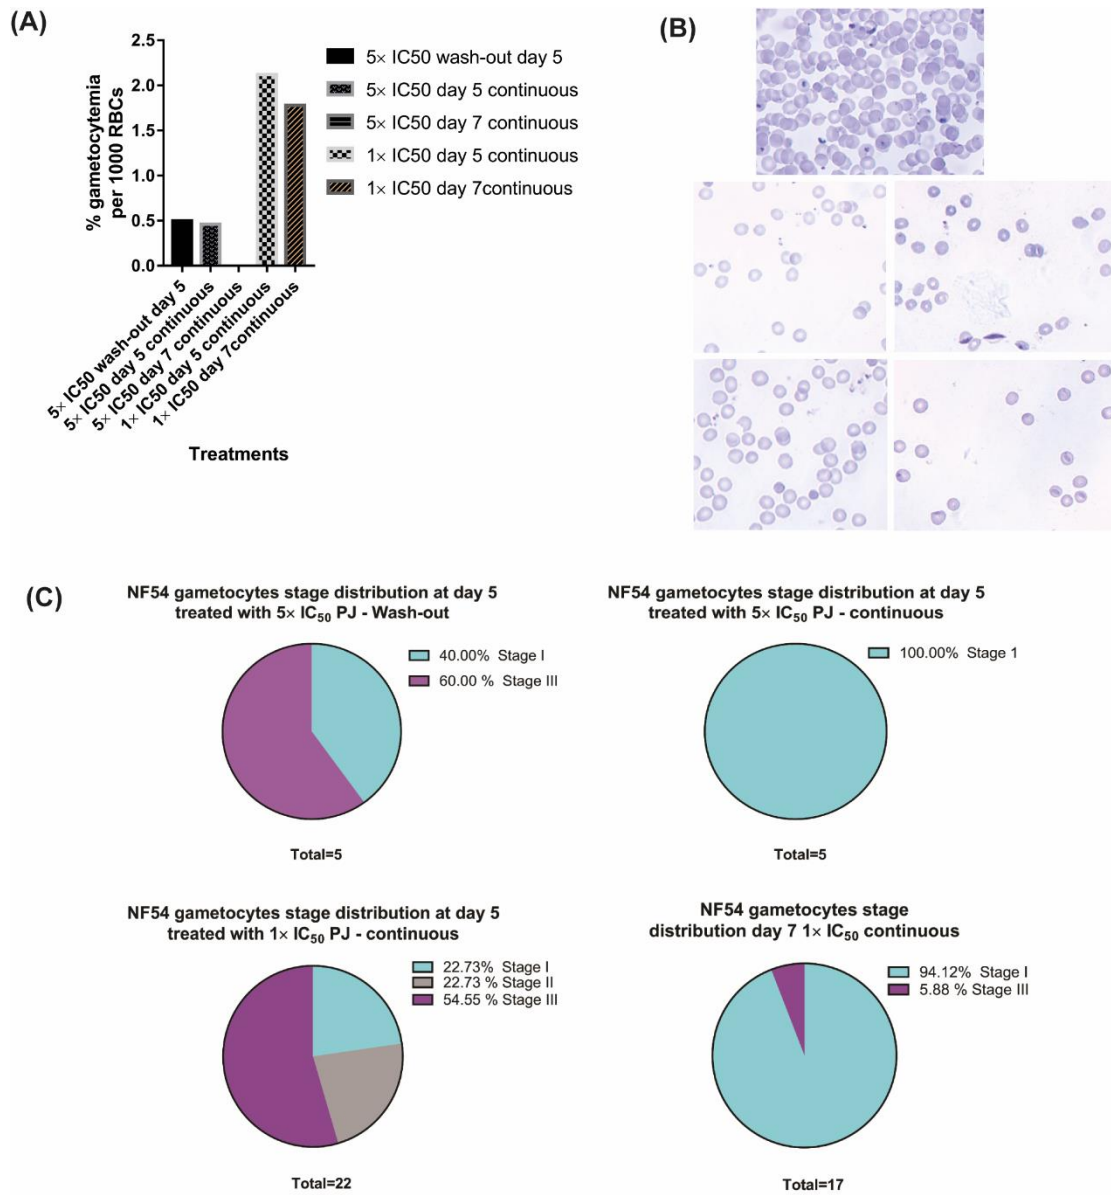 (A)
2.5
2.0
1.5
1.0
0.5
0.0
% gametocytemia
per 1000 RBCs
5× IC50 wash-out day 5
5× IC50 day 5 continuous
5× IC50 day 7 continuous
1× IC50 day 5 continuous
1× IC50 day 7continuous
Treatments
5× IC50 wash-out day 5
5× IC50 day 5 continuous
5× IC50 day 7 continuous
1× IC50 day 5 continuous
1× IC50 day 7continuous
(B)
(C)
NF54 gametocytes stage distribution at day 5
treated with 5× IC50 PJ - Wash-out
40.00% Stage I
60.00 % Stage III
Total=5
NF54 gametocytes stage distribution at day 5
treated with 5× IC50 PJ - continuous
100.00% Stage 1
Total=5
NF54 gametocytes stage distribution at day 5
treated with 1× IC50 PJ - continuous
22.73% Stage I
22.73 % Stage II
54.55 % Stage III
Total=22
NF54 gametocytes stage
distribution day 7 1× IC50 continuous
94.12% Stage I
5.88 % Stage III
Total=17